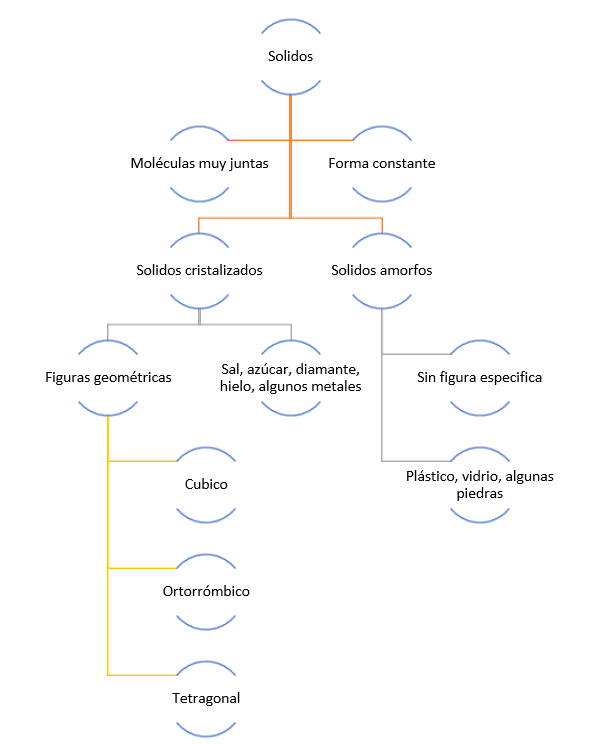 Solidos
Moléculas muy juntas
Forma constante
Solidos cristalizados
Solidos amorfos
Figuras geométricas
Sal, azúcar, diamante,
hielo, algunos metales
Sin figura especifica
Cubico
Plástico, vidrio, algunas
piedras
Ortorrómbico
Tetragonal